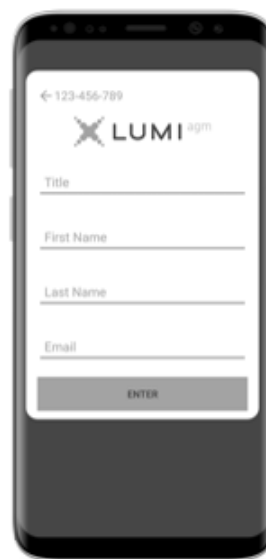 ← 123-456-789
LUMI agm
Title
First Name
Last Name
Email
ENTER